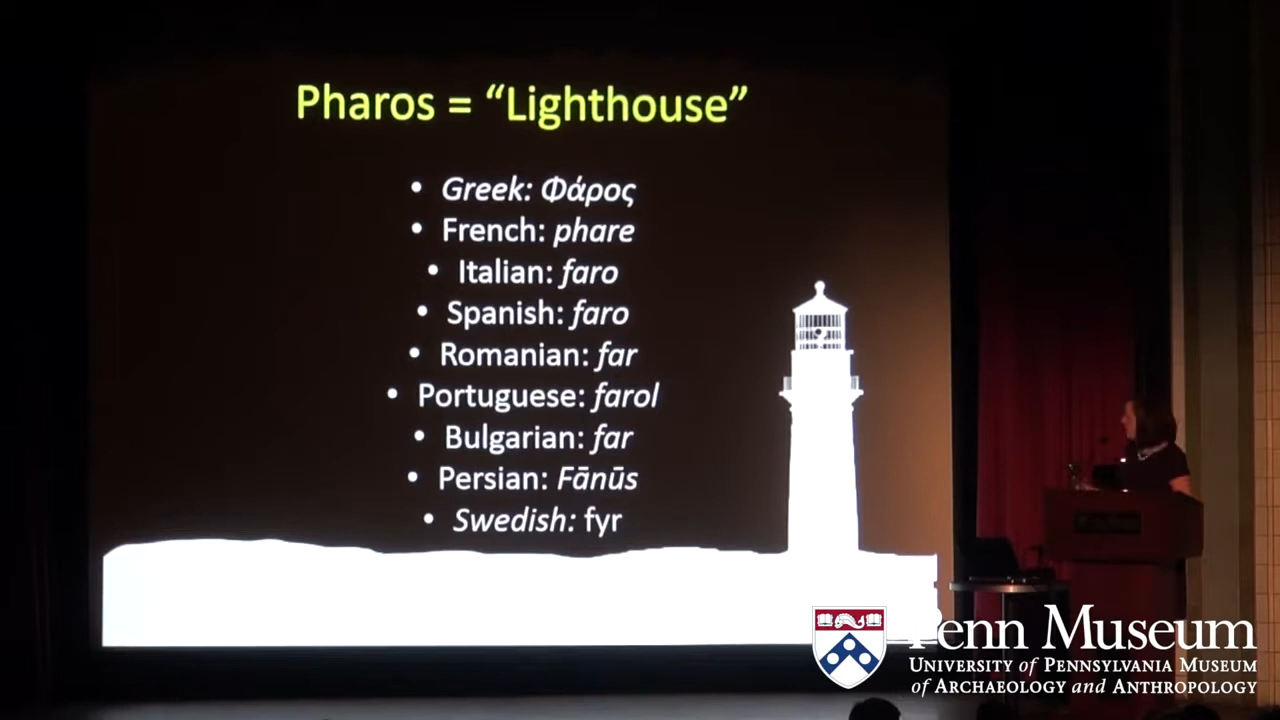 Pharos = “Lighthouse”
• Greek: Φάρος
• French: phare
• Italian: faro
• Spanish: faro
• Romanian: far
• Portuguese: farol
• Bulgarian: far
• Persian: Fānūs
• Swedish: fyr
Penn Museum
University of Pennsylvania Museum
of Archaeology and Anthropology